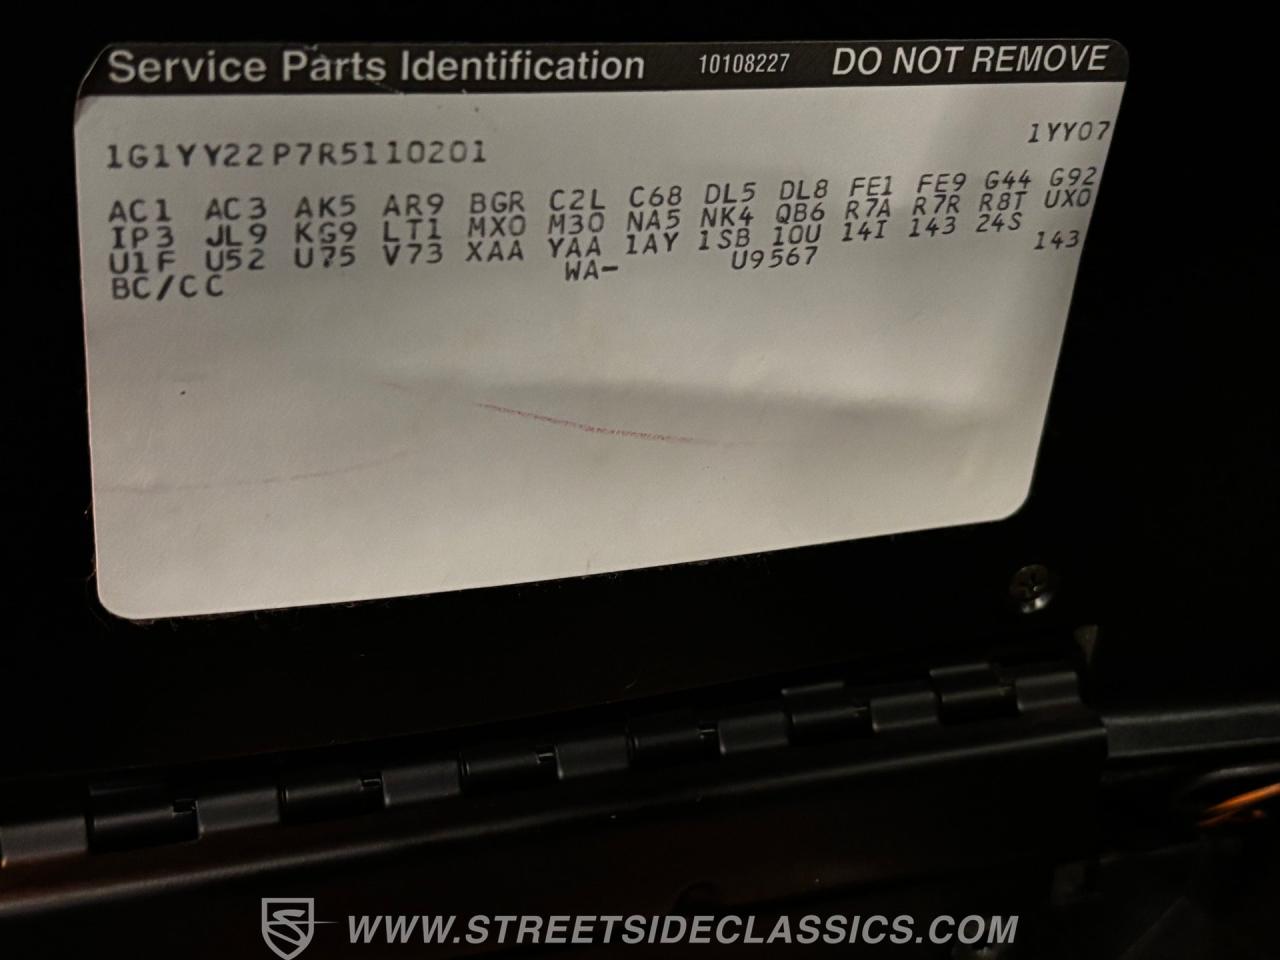 Service Parts Identification 10108227 DO NOT REMOVE
1G1YY22P7R5110201 1YY07
AC1 AC3 AK5 AR9 BGR C2L C68 DL5 DL8 FE1 FE9 G44 G92
IP3 JL9 KG9 LT1 MX0 M30 NA5 NK4 QB6 R7A R7R R8T UX0
U1F U52 U75 V73 XAA YAA 1AY 1SB 10U 14I 143 24S 143
BC/CC WA- U9567
WWW.STREETSIDECLASSICS.COM